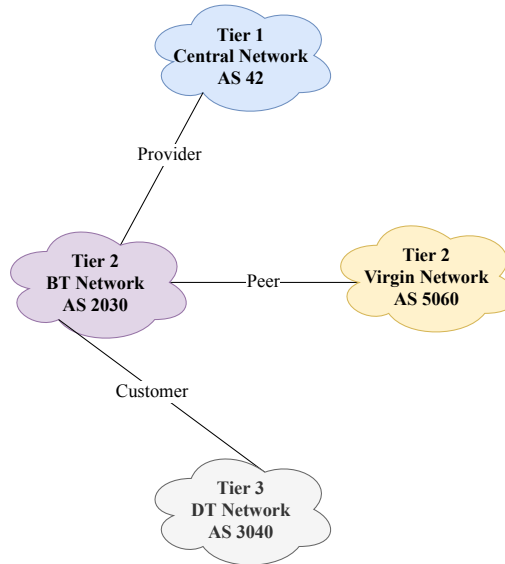 Tier 1
Central Network
AS 42
Provider
Tier 2
BT Network
AS 2030
Peer
Tier 2
Virgin Network
AS 5060
Customer
Tier 3
DT Network
AS 3040